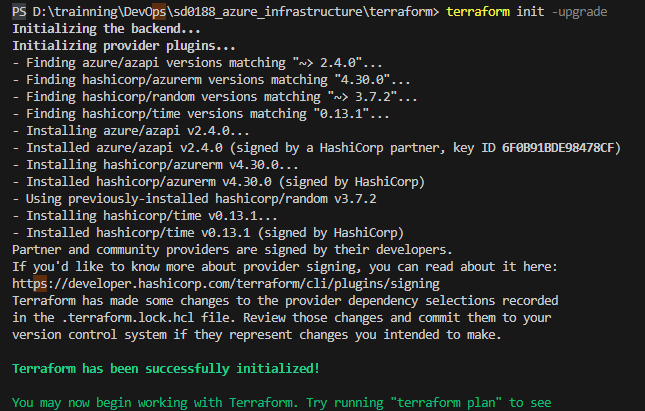 PS D:\trainning\DevOps\sd0188_azure_infrastructure\terraform> terraform init -upgrade
Initializing the backend...
Initializing provider plugins...
- Finding azure/azapi versions matching "~> 2.4.0"...
- Finding hashicorp/azurerm versions matching "4.30.0"...
- Finding hashicorp/random versions matching "~> 3.7.2"...
- Finding hashicorp/time versions matching "0.13.1"...
- Installing azure/azapi v2.4.0...
- Installed azure/azapi v2.4.0 (signed by a HashiCorp partner, key ID 6F0B91BDE98478CF)
- Installing hashicorp/azurerm v4.30.0...
- Installed hashicorp/azurerm v4.30.0 (signed by HashiCorp)
- Using previously-installed hashicorp/random v3.7.2
- Installing hashicorp/time v0.13.1...
- Installed hashicorp/time v0.13.1 (signed by HashiCorp)
Partner and community providers are signed by their developers.
If you'd like to know more about provider signing, you can read about it here:
https://developer.hashicorp.com/terraform/cli/plugins/signing
Terraform has made some changes to the provider dependency selections recorded
in the .terraform.lock.hcl file. Review those changes and commit them to your
version control system if they represent changes you intended to make.
Terraform has been successfully initialized!
You may now begin working with Terraform. Try running "terraform plan" to see